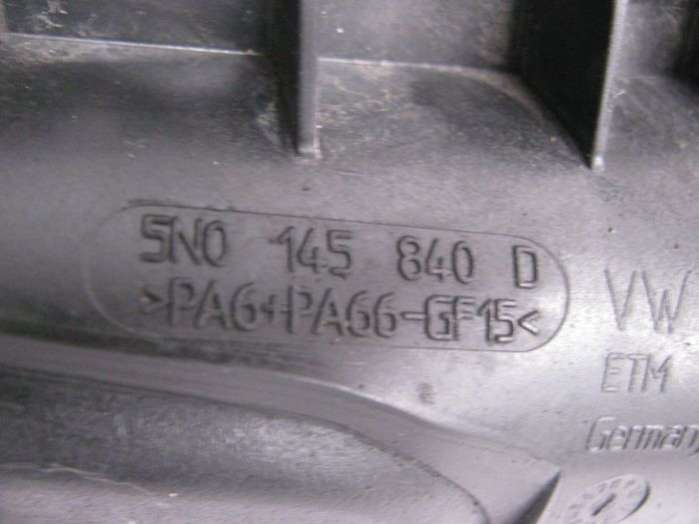 5N0 145 840 D
>PA6+PA66-GF15<
VW
ETM
Germany